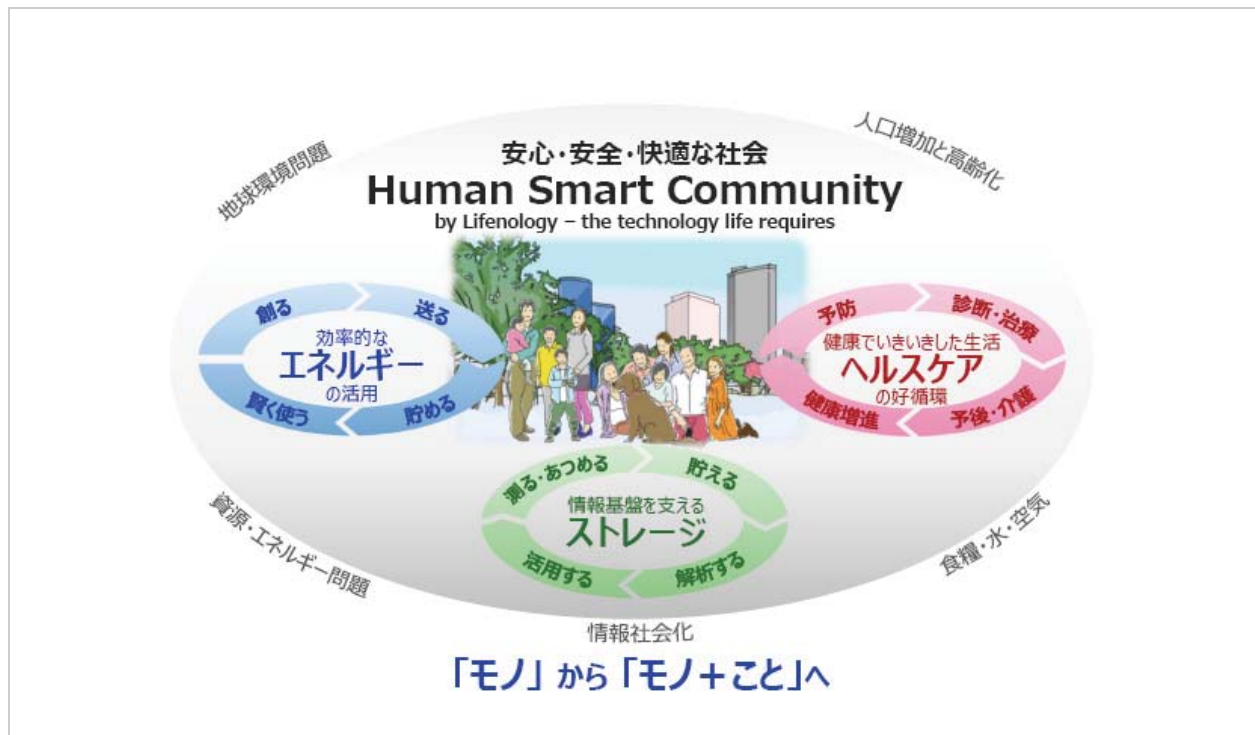 地球環境問題
人口増加と高齢化
安心・安全・快適な社会
Human Smart Community
by Lifenology – the technology life requires
創る
送る
効率的な
エネルギー
の活用
賢く使う
貯める
予防
診断・治療
健康でいきいきした生活
ヘルスケア
の好循環
健康増進
予後・介護
測る・あつめる
貯える
情報基盤を支える
ストレージ
活用する
解析する
資源・エネルギー問題
食糧・水・空気
情報社会化
「モノ」から「モノ＋こと」へ